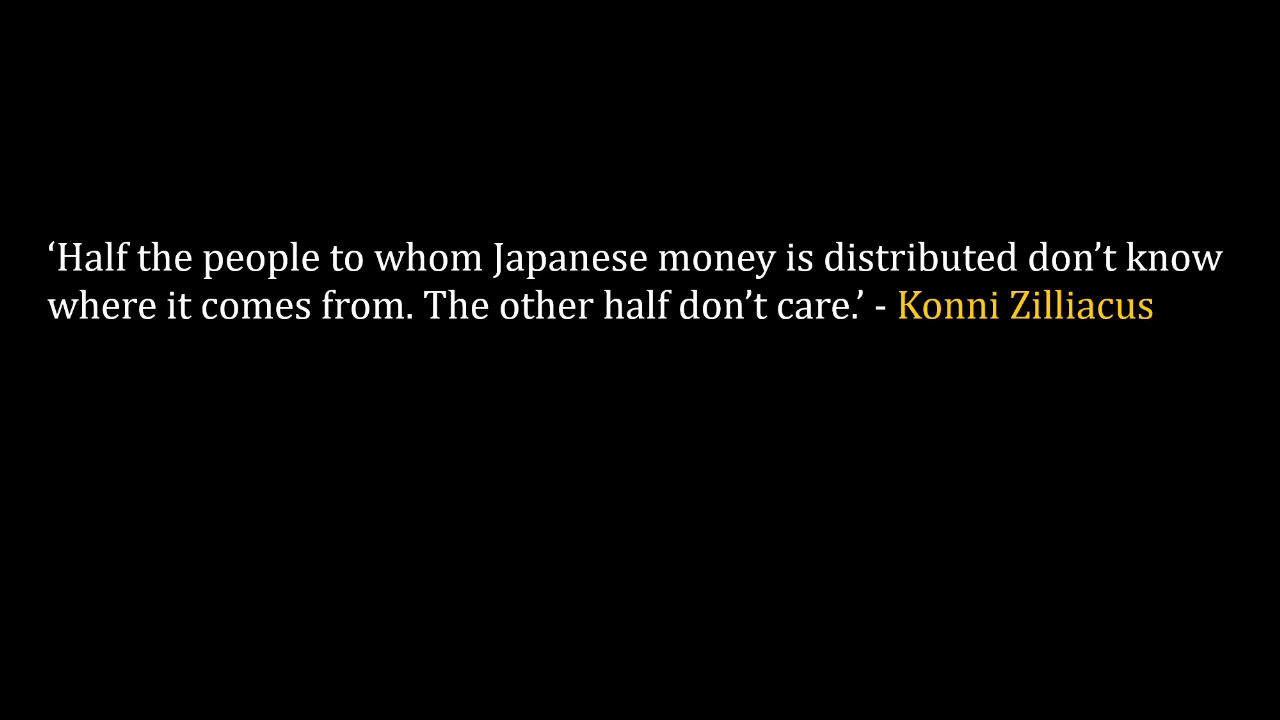 ‘Half the people to whom Japanese money is distributed don’t know
where it comes from. The other half don’t care.’ - Konni Zilliacus